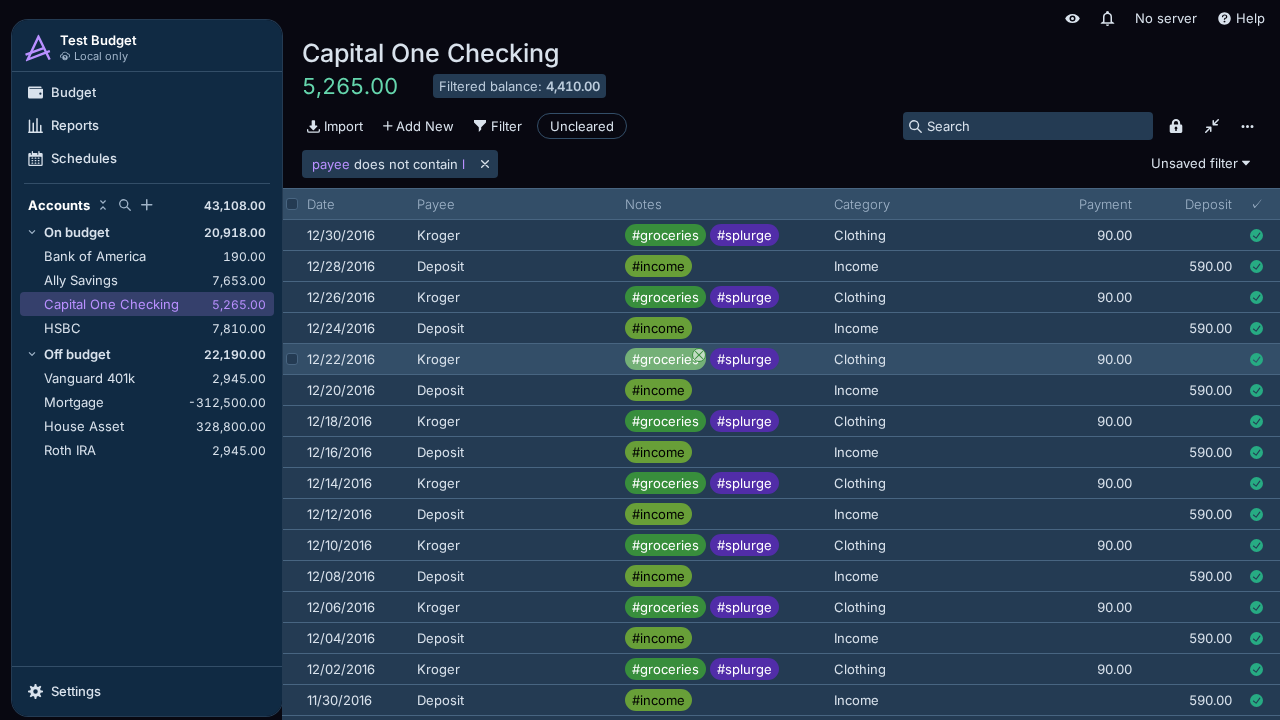 Test Budget
Local only
Budget
Reports
Schedules
Accounts 43,108.00
On budget 20,918.00
Bank of America 190.00
Ally Savings 7,653.00
Capital One Checking 5,265.00
HSBC 7,810.00
Off budget 22,190.00
Vanguard 401k 2,945.00
Mortgage -312,500.00
House Asset 328,800.00
Roth IRA 2,945.00
Settings
No server
Help
Capital One Checking
5,265.00
Filtered balance: 4,410.00
Import
Add New
Filter
Uncleared
Search
payee does not contain
Unsaved filter
Date Payee Notes Category Payment Deposit ✓
12/30/2016 Kroger #groceries #splurge Clothing 90.00
12/28/2016 Deposit #income Income 590.00
12/26/2016 Kroger #groceries #splurge Clothing 90.00
12/24/2016 Deposit #income Income 590.00
12/22/2016 Kroger #groceries #splurge Clothing 90.00
12/20/2016 Deposit #income Income 590.00
12/18/2016 Kroger #groceries #splurge Clothing 90.00
12/16/2016 Deposit #income Income 590.00
12/14/2016 Kroger #groceries #splurge Clothing 90.00
12/12/2016 Deposit #income Income 590.00
12/10/2016 Kroger #groceries #splurge Clothing 90.00
12/08/2016 Deposit #income Income 590.00
12/06/2016 Kroger #groceries #splurge Clothing 90.00
12/04/2016 Deposit #income Income 590.00
12/02/2016 Kroger #groceries #splurge Clothing 90.00
11/30/2016 Deposit #income Income 590.00